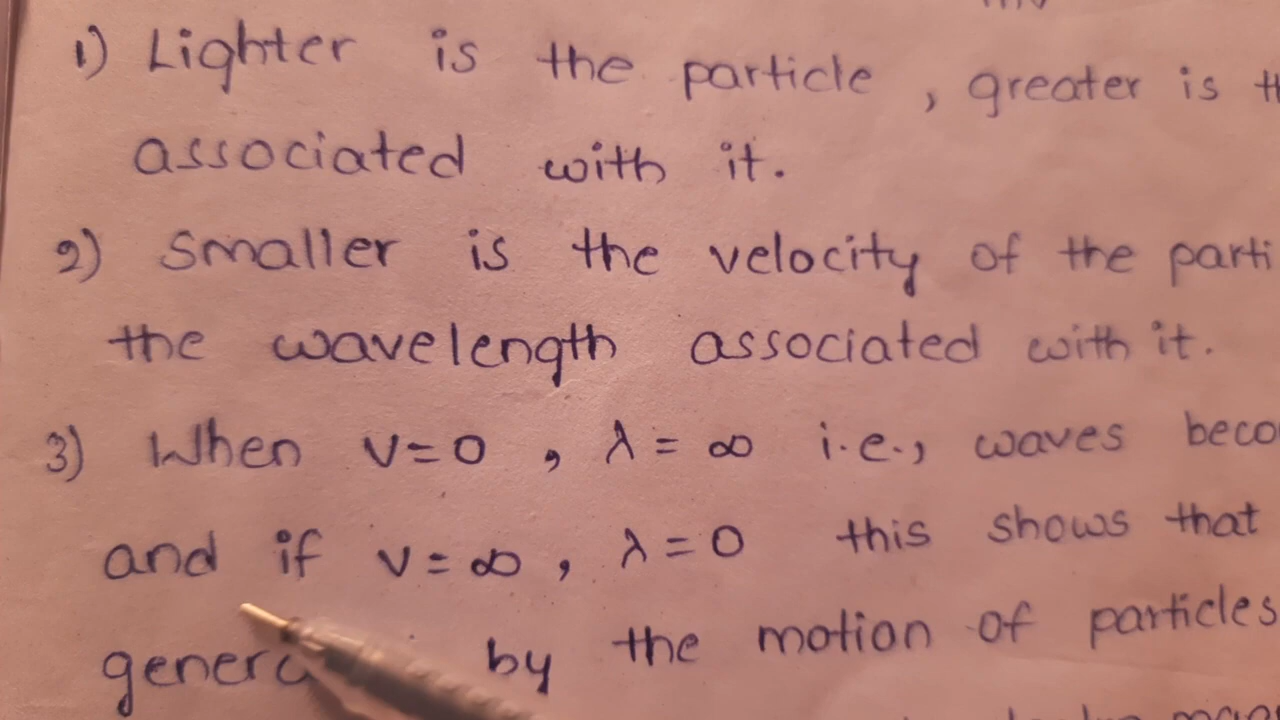 1) Lighter is the particle , greater is
associated with it.
2) Smaller is the velocity of the
the wavelength associated with it.
3) When v=0 , λ = ∞ i.e., waves
and if v = ∞ , λ = 0 this shows that
by the motion of particles